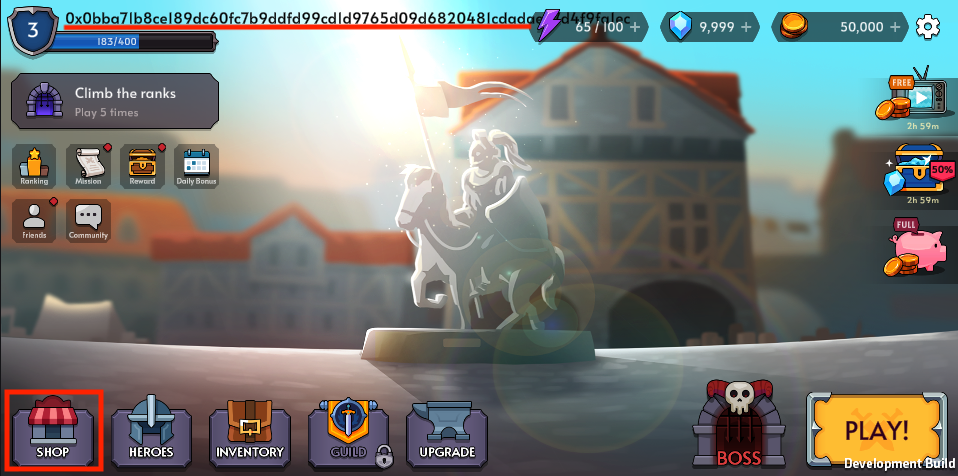 3
183/400
65 / 100 +
9,999 +
50,000 +
Climb the ranks
Play 5 times
Ranking
Mission
Reward
Daily Bonus
Friends
Community
FREE
2h 59m
50%
2h 59m
FULL
SHOP
HEROES
INVENTORY
GUILD
UPGRADE
BOSS
PLAY!
Development Build